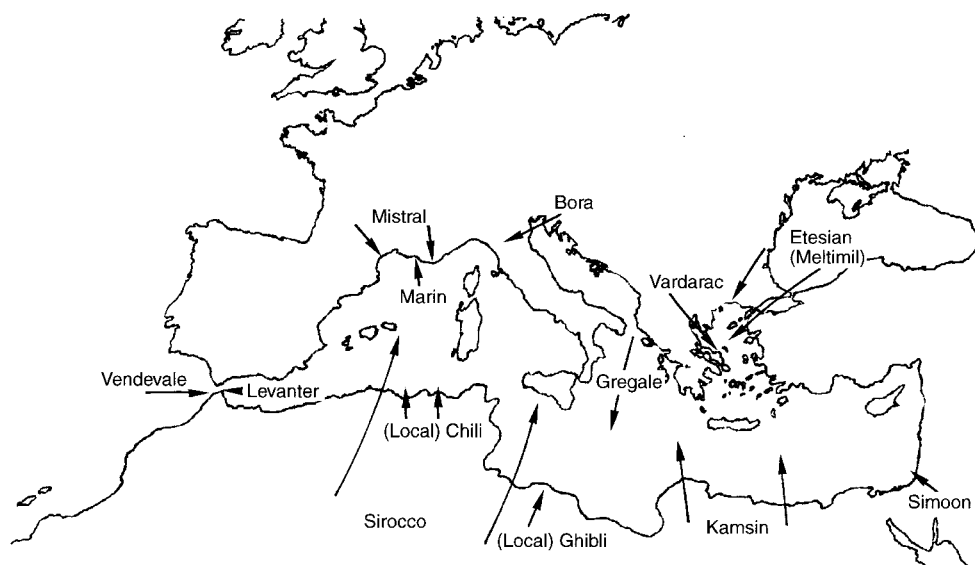 Bora
Mistral
Etesian
(Meltimil)
Vardarac
Marin
Vendevale
Levanter
Gregale
(Local) Chili
Simoon
Sirocco
Kamsin
(Local) Ghibli